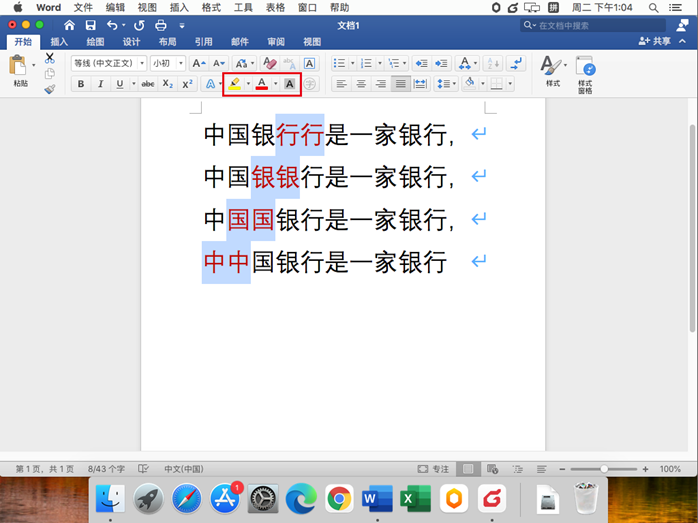 Word 文件 编辑 视图 插入 格式 工具 表格 窗口 帮助 拼 周二 下午1:04
文档1 在文档中搜索
开始 插入 绘图 设计 布局 引用 邮件 审阅 视图 共享
粘贴 等线 (中文正文) 小初 A A Aa A abc A 样式 样式窗格
B I U abc X₂ X² A A A 字
中国银行行是一家银行,
中国银银行是一家银行,
中国国银行是一家银行,
中中国银行是一家银行
第 1 页，共 1 页 8/43 个字 中文(中国) 专注 100%
1